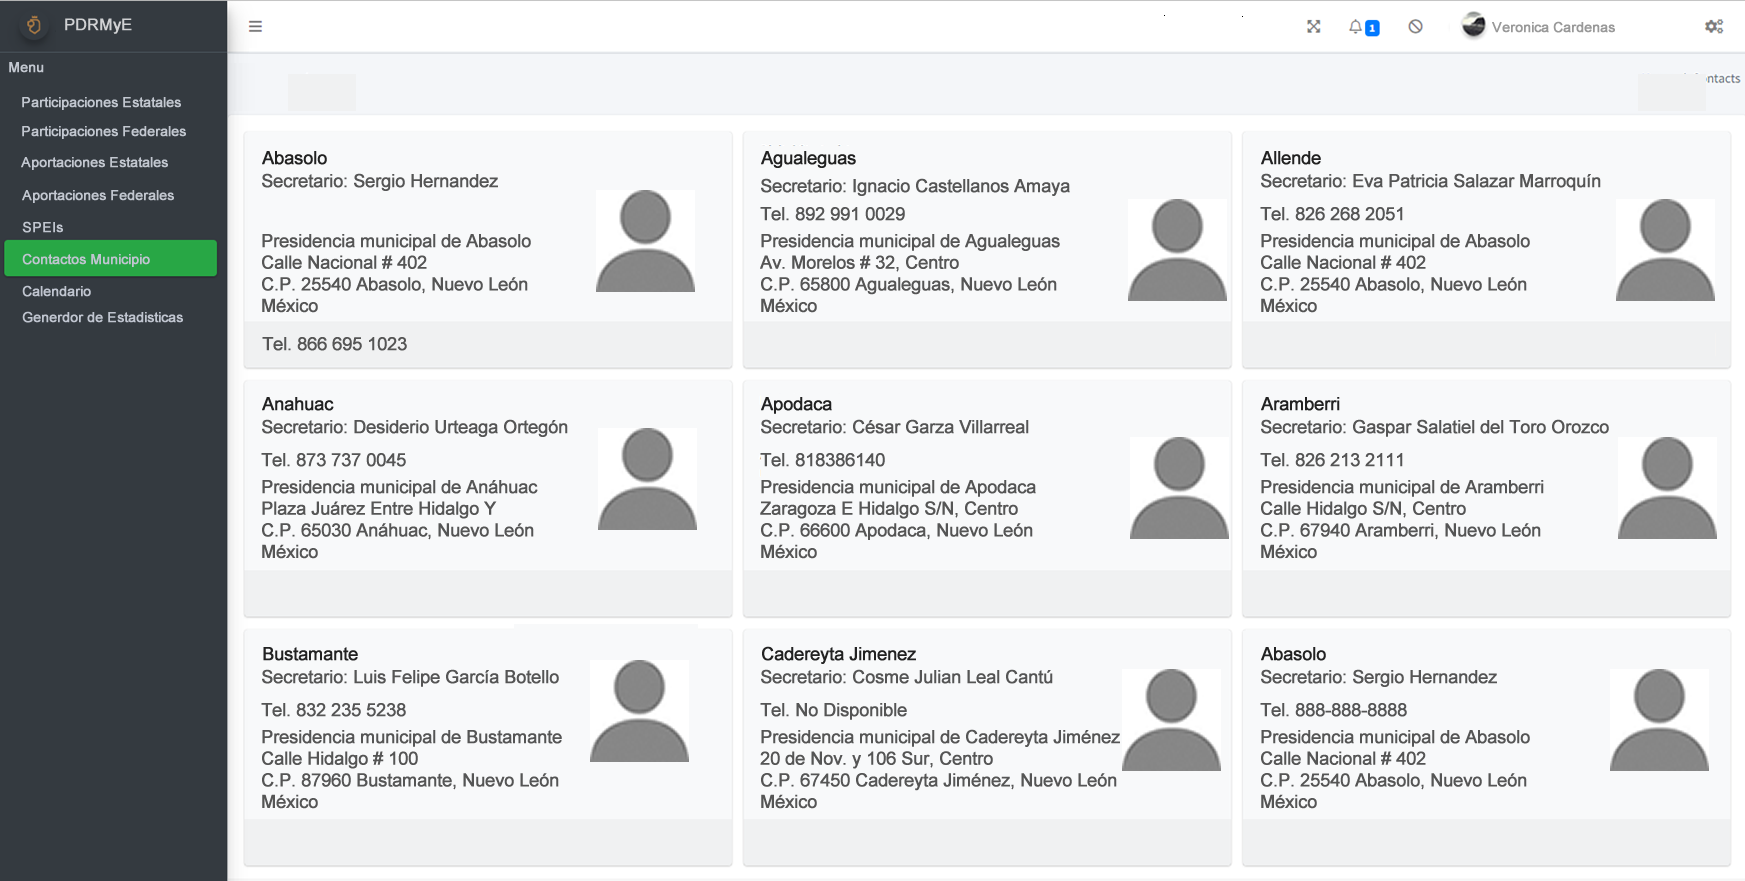 PDRMyE
Menu
Participaciones Estatales
Participaciones Federales
Aportaciones Estatales
Aportaciones Federales
SPEIs
Contactos Municipio
Calendario
Generdor de Estadisticas
1
Veronica Cardenas
ntacts
Abasolo
Secretario: Sergio Hernandez
Presidencia municipal de Abasolo
Calle Nacional # 402
C.P. 25540 Abasolo, Nuevo León
México
Tel. 866 695 1023
Agualeguas
Secretario: Ignacio Castellanos Amaya
Tel. 892 991 0029
Presidencia municipal de Agualeguas
Av. Morelos # 32, Centro
C.P. 65800 Agualeguas, Nuevo León
México
Allende
Secretario: Eva Patricia Salazar Marroquín
Tel. 826 268 2051
Presidencia municipal de Abasolo
Calle Nacional # 402
C.P. 25540 Abasolo, Nuevo León
México
Anahuac
Secretario: Desiderio Urteaga Ortegón
Tel. 873 737 0045
Presidencia municipal de Anáhuac
Plaza Juárez Entre Hidalgo Y
C.P. 65030 Anáhuac, Nuevo León
México
Apodaca
Secretario: César Garza Villarreal
Tel. 818386140
Presidencia municipal de Apodaca
Zaragoza E Hidalgo S/N, Centro
C.P. 66600 Apodaca, Nuevo León
México
Aramberri
Secretario: Gaspar Salatiel del Toro Orozco
Tel. 826 213 2111
Presidencia municipal de Aramberri
Calle Hidalgo S/N, Centro
C.P. 67940 Aramberri, Nuevo León
México
Bustamante
Secretario: Luis Felipe García Botello
Tel. 832 235 5238
Presidencia municipal de Bustamante
Calle Hidalgo # 100
C.P. 87960 Bustamante, Nuevo León
México
Cadereyta Jimenez
Secretario: Cosme Julian Leal Cantú
Tel. No Disponible
Presidencia municipal de Cadereyta Jiménez
20 de Nov. y 106 Sur, Centro
C.P. 67450 Cadereyta Jiménez, Nuevo León
México
Abasolo
Secretario: Sergio Hernandez
Tel. 888-888-8888
Presidencia municipal de Abasolo
Calle Nacional # 402
C.P. 25540 Abasolo, Nuevo León
México